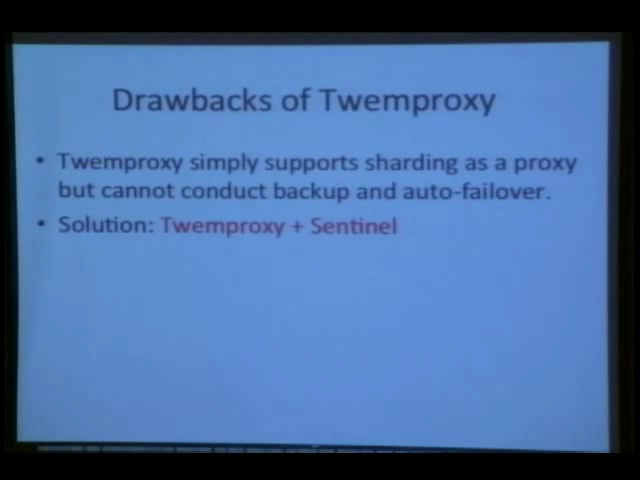 Drawbacks of Twemproxy
• Twemproxy simply supports sharding as a proxy
but cannot conduct backup and auto-failover.
• Solution: Twemproxy + Sentinel